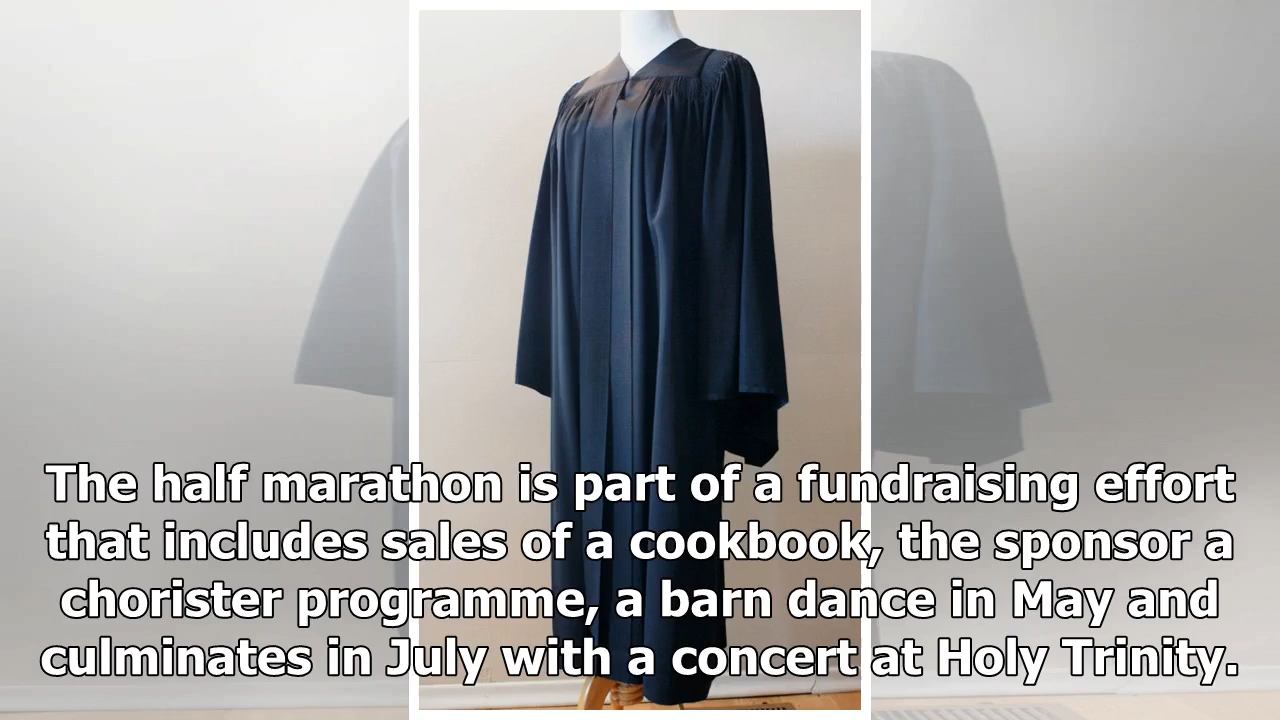 The half marathon is part of a fundraising effort
that includes sales of a cookbook, the sponsor a
chorister programme, a barn dance in May and
culminates in July with a concert at Holy Trinity.